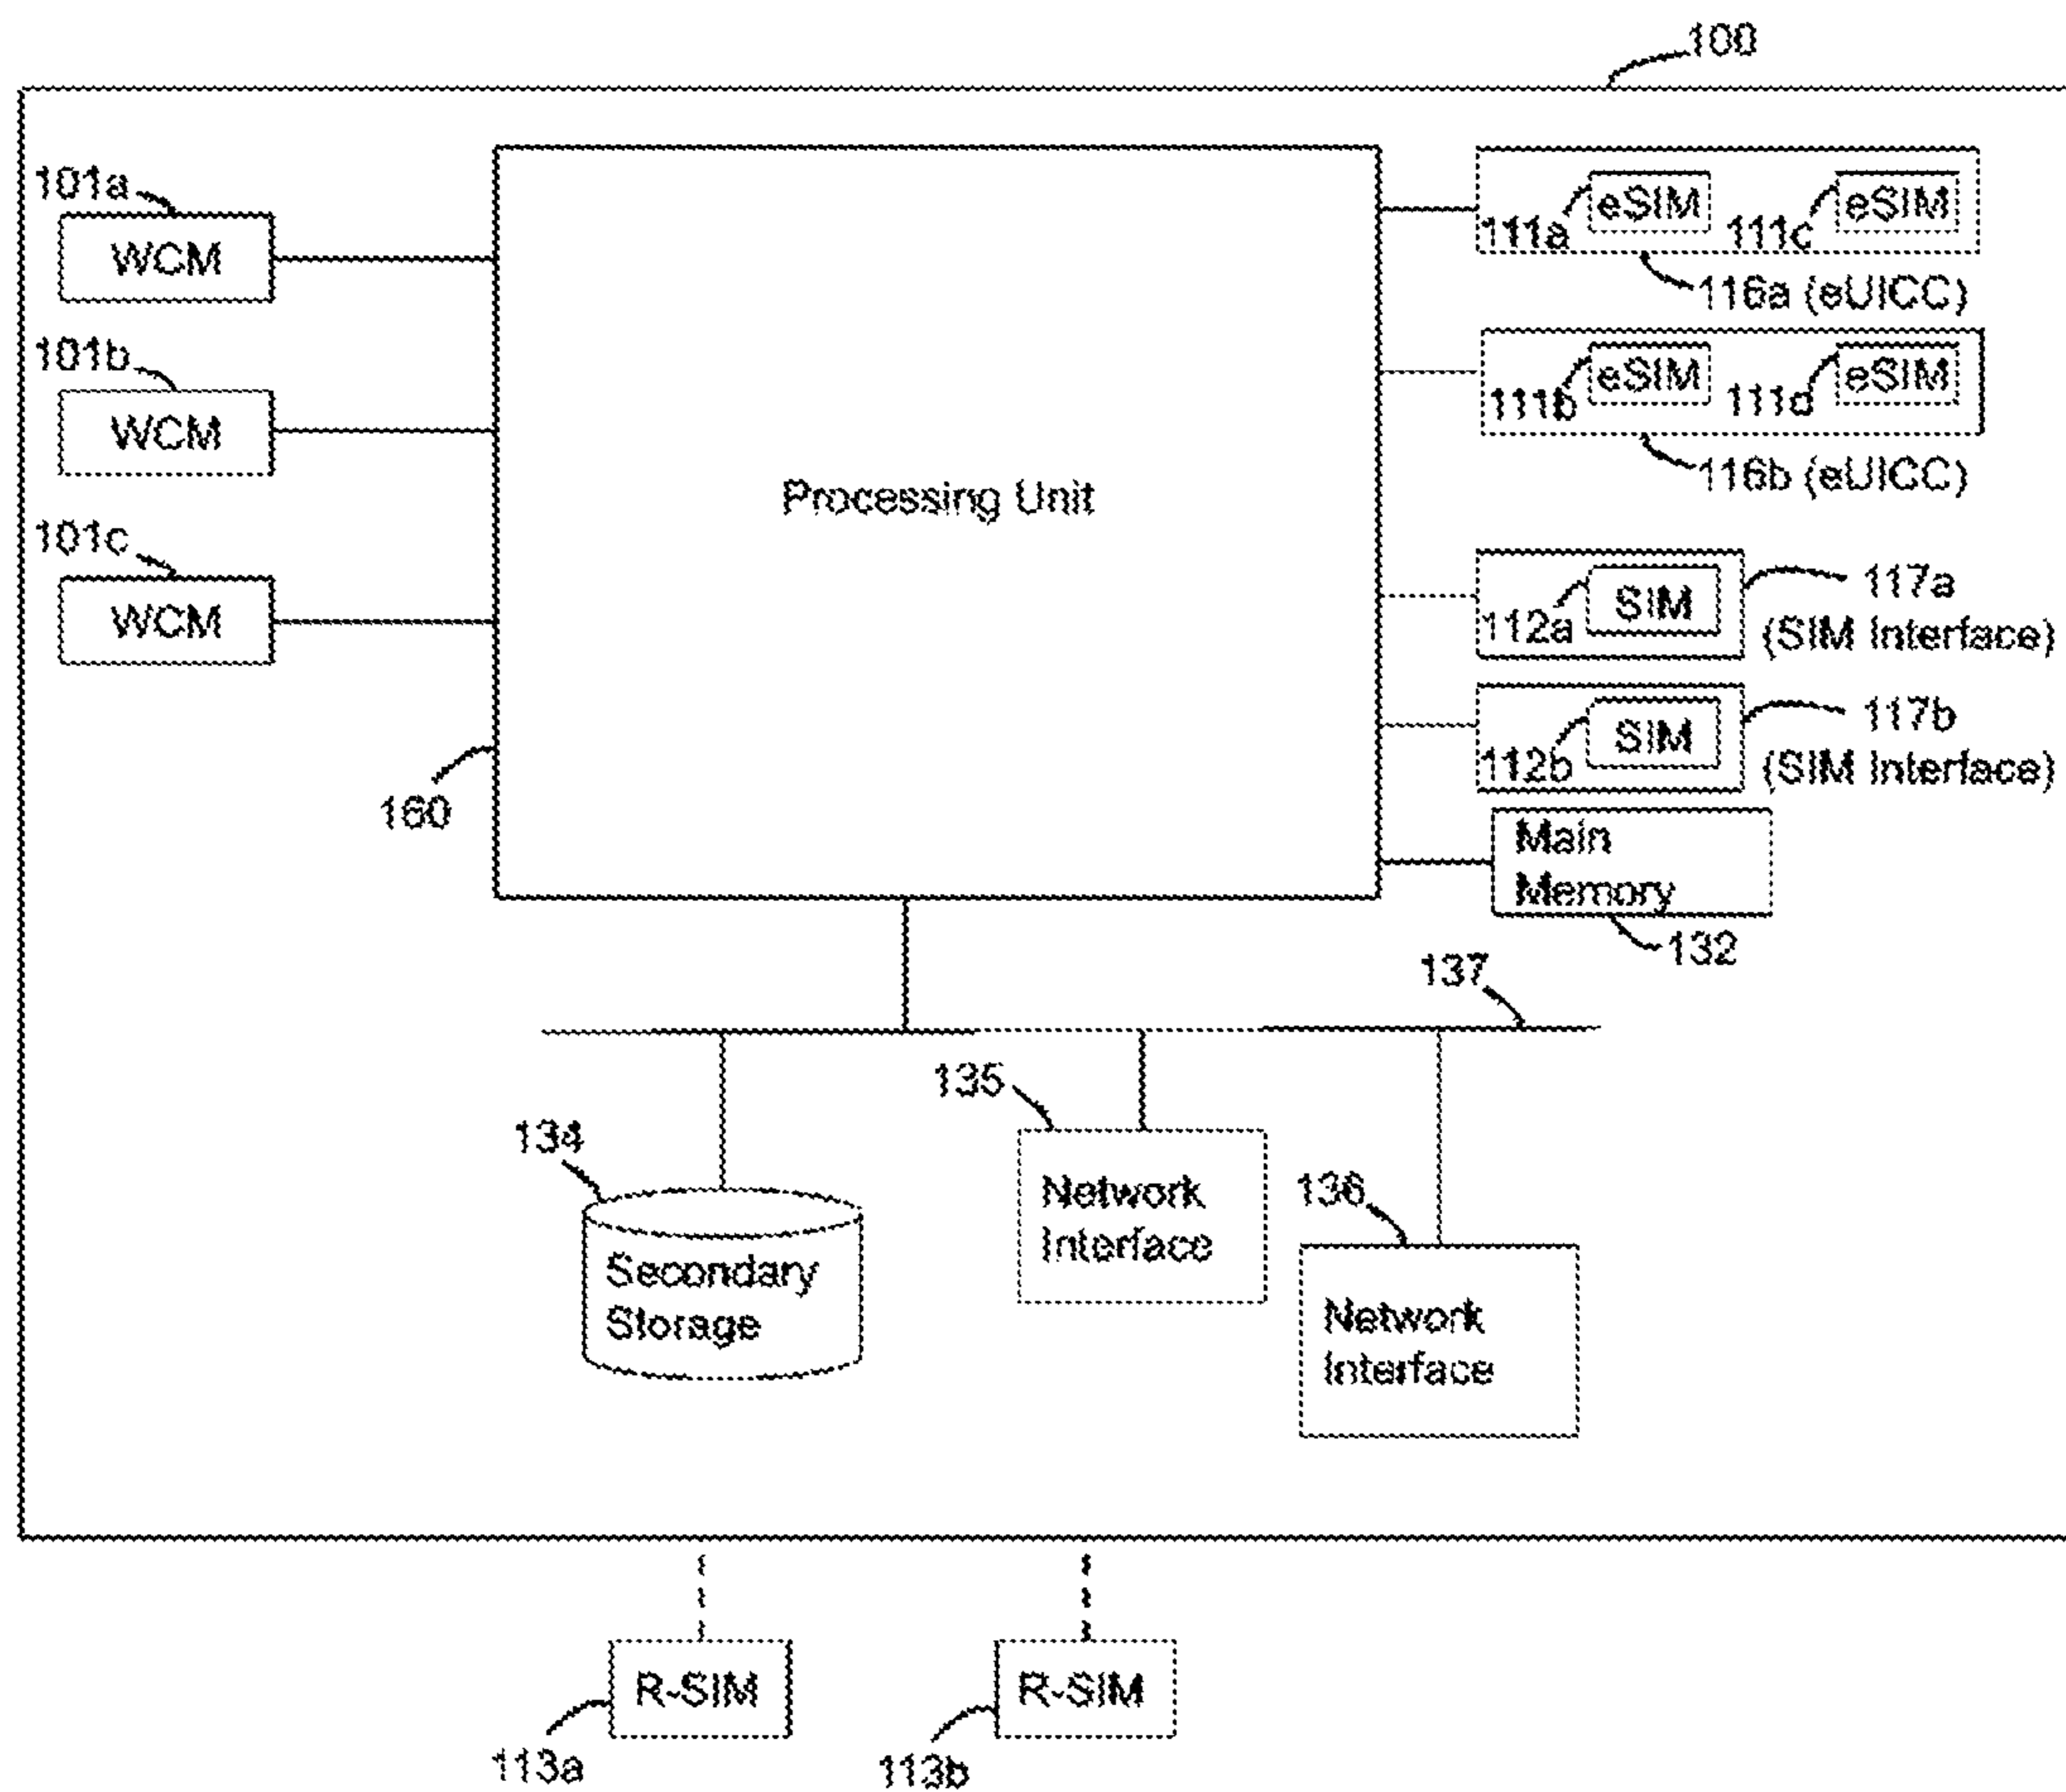 100
101a
WCM
101b
WCM
101c
WCM
Processing Unit
160
eSIM
111a
eSIM
111c
116a (eUICC)
eSIM
111b
eSIM
111d
116b (eUICC)
SIM
112a
117a
(SIM Interface)
SIM
112b
117b
(SIM Interface)
Main
Memory
132
137
135
134
Network
Interface
136
Secondary
Storage
Network
Interface
R-SIM
R-SIM
113a
113b